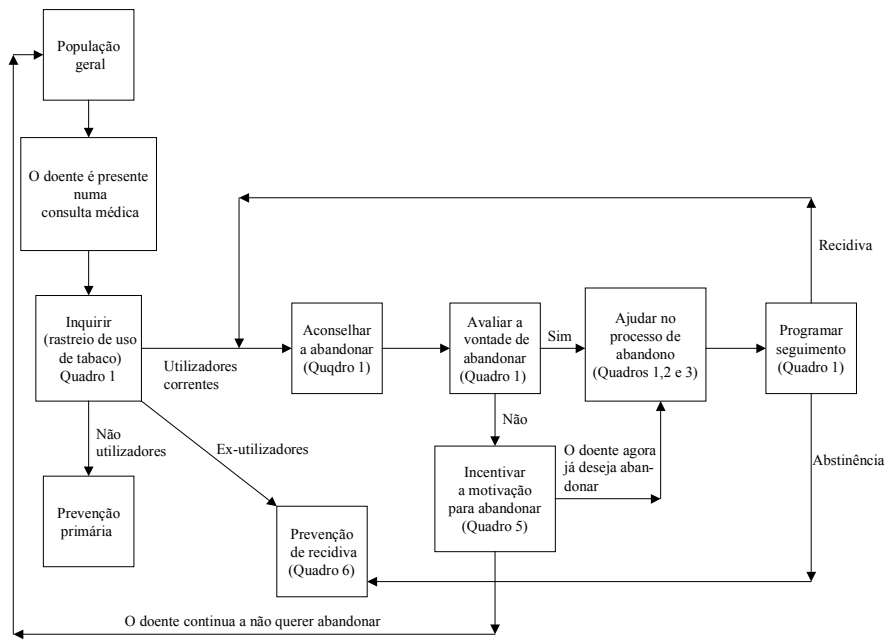 População
geral
O doente é presente
numa
consulta médica
Recidiva
Inquirir
(rastreio de uso
de tabaco)
Quadro 1
Utilizadores
correntes
Aconselhar
a abandonar
(Quqdro 1)
Avaliar a
vontade de
abandonar
(Quadro 1)
Sim
Ajudar no
processo de
abandono
(Quadros 1,2 e 3)
Programar
seguimento
(Quadro 1)
Não
utilizadores
Ex-utilizadores
Não
O doente agora
já deseja aban-
donar
Abstinência
Prevenção
primária
Prevenção
de recidiva
(Quadro 6)
Incentivar
a motivação
para abandonar
(Quadro 5)
O doente continua a não querer abandonar